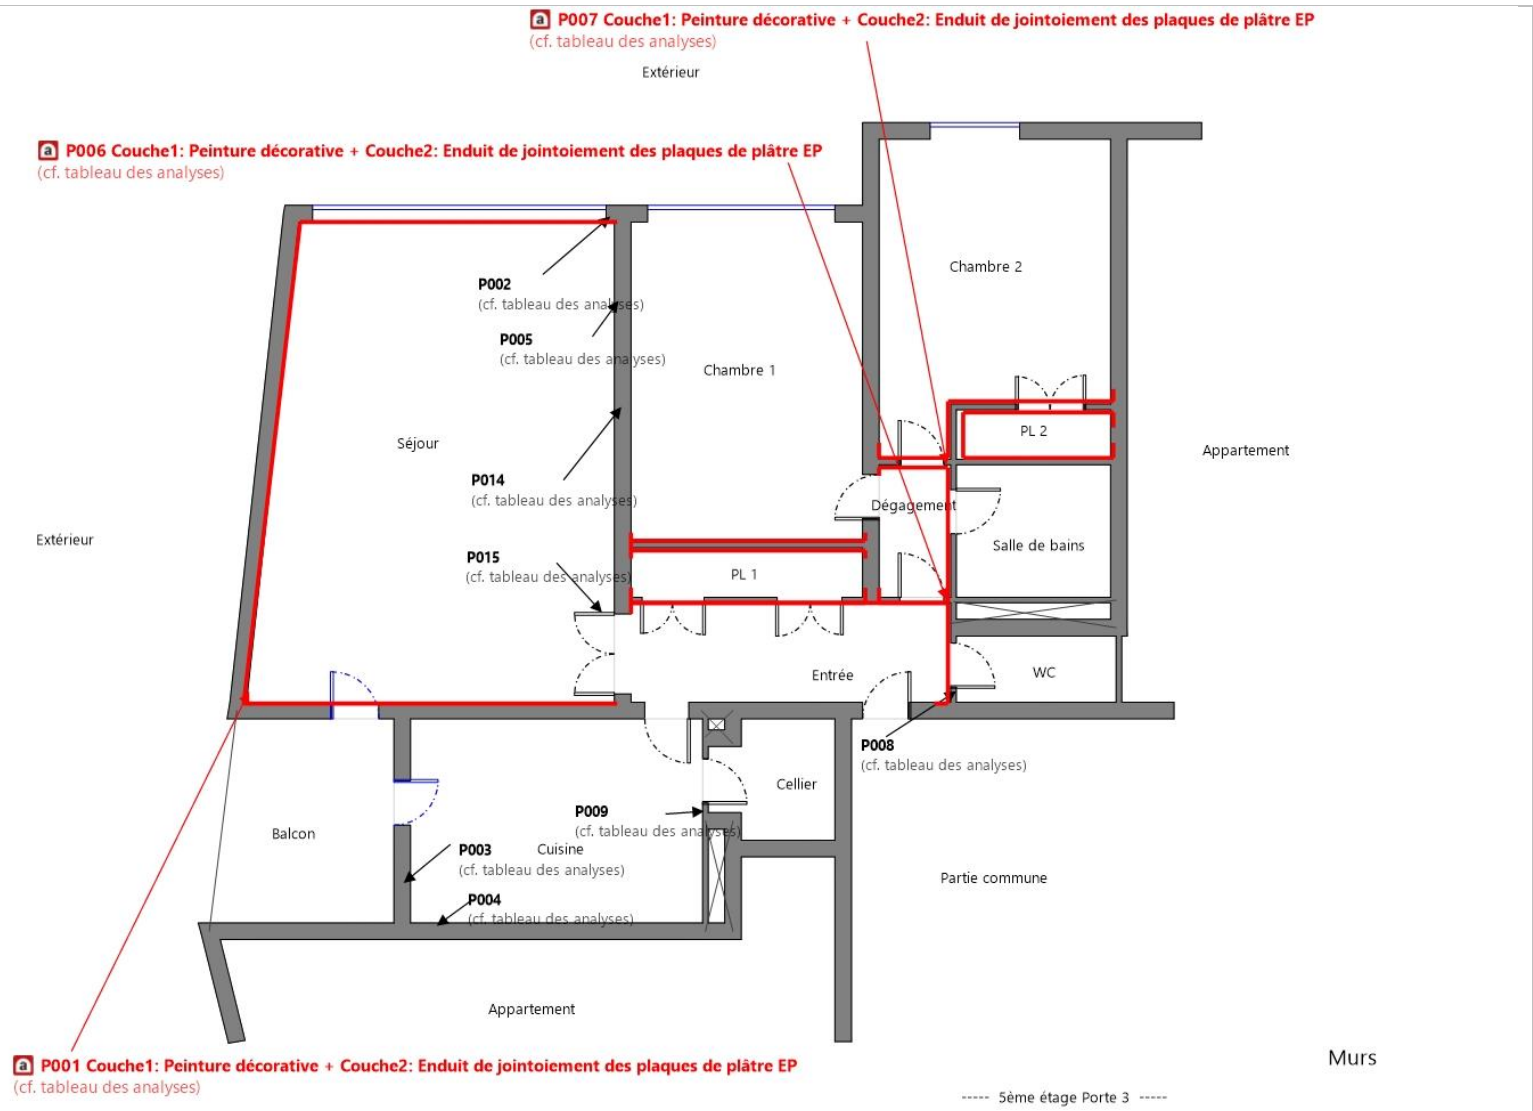 a P007 Couche1: Peinture décorative + Couche2: Enduit de jointoiement des plaques de plâtre EP
(cf. tableau des analyses)
Extérieur
a P006 Couche1: Peinture décorative + Couche2: Enduit de jointoiement des plaques de plâtre EP
(cf. tableau des analyses)
Chambre 2
P002
(cf. tableau des analyses)
P005
(cf. tableau des analyses)
Chambre 1
Séjour
PL 2
Appartement
P014
(cf. tableau des analyses)
Dégagement
Extérieur
Salle de bains
P015
(cf. tableau des analyses)
PL 1
Entrée
WC
P008
(cf. tableau des analyses)
Cellier
P009
(cf. tableau des analyses)
Balcon
Cuisine
P003
(cf. tableau des analyses)
Partie commune
P004
(cf. tableau des analyses)
Appartement
Murs
a P001 Couche1: Peinture décorative + Couche2: Enduit de jointoiement des plaques de plâtre EP
(cf. tableau des analyses)
----- 5ème étage Porte 3 -----